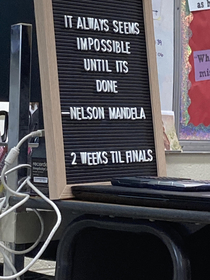 IT ALWAYS SEEMS
IMPOSSIBLE
UNTIL ITS
DONE
-NELSON MANDELA
2 WEEKS TIL FINALS